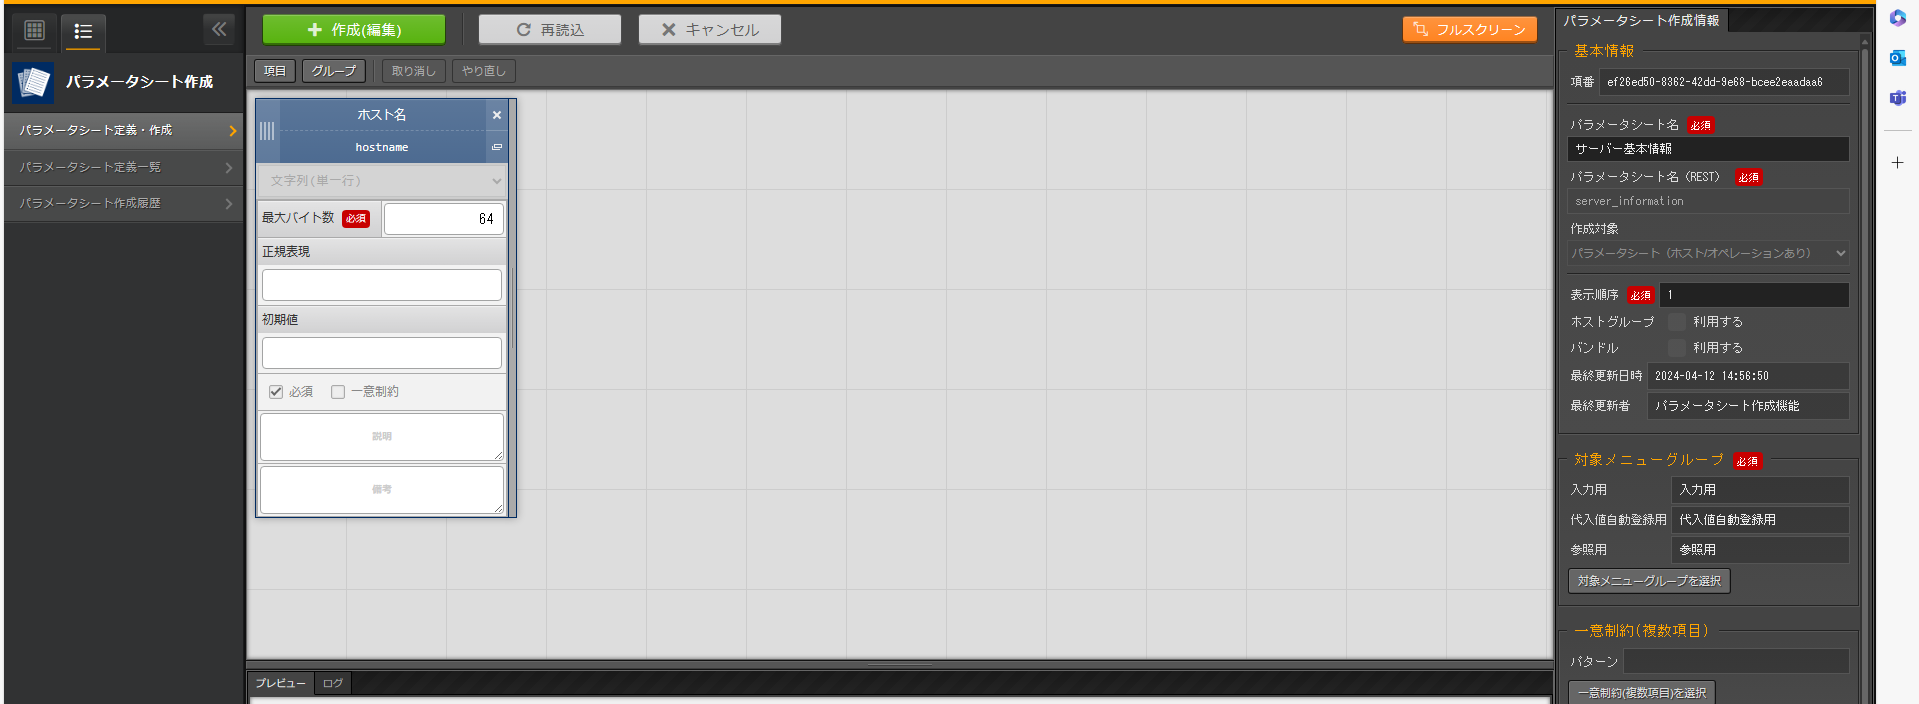 作成(編集)
再読込
キャンセル
フルスクリーン
項目
グループ
取り消し
やり直し
パラメータシート作成
パラメータシート定義・作成
パラメータシート定義一覧
パラメータシート作成履歴
ホスト名
hostname
文字列(単一行)
最大バイト数 必須 64
正規表現
初期値
必須 一意制約
説明
備考
プレビュー
ログ
パラメータシート作成情報
基本情報
項番 ef26ed50-8362-42dd-9e68-bcee2eaadaa6
パラメータシート名 必須
サーバー基本情報
パラメータシート名 (REST) 必須
server_information
作成対象
パラメータシート (ホスト/オペレーションあり)
表示順序 必須 1
ホストグループ 利用する
バンドル 利用する
最終更新日時 2024-04-12 14:56:50
最終更新者 パラメータシート作成機能
対象メニューグループ 必須
入力用 入力用
代入値自動登録用 代入値自動登録用
参照用 参照用
対象メニューグループを選択
一意制約(複数項目)
パターン
一意制約(複数項目)を選択